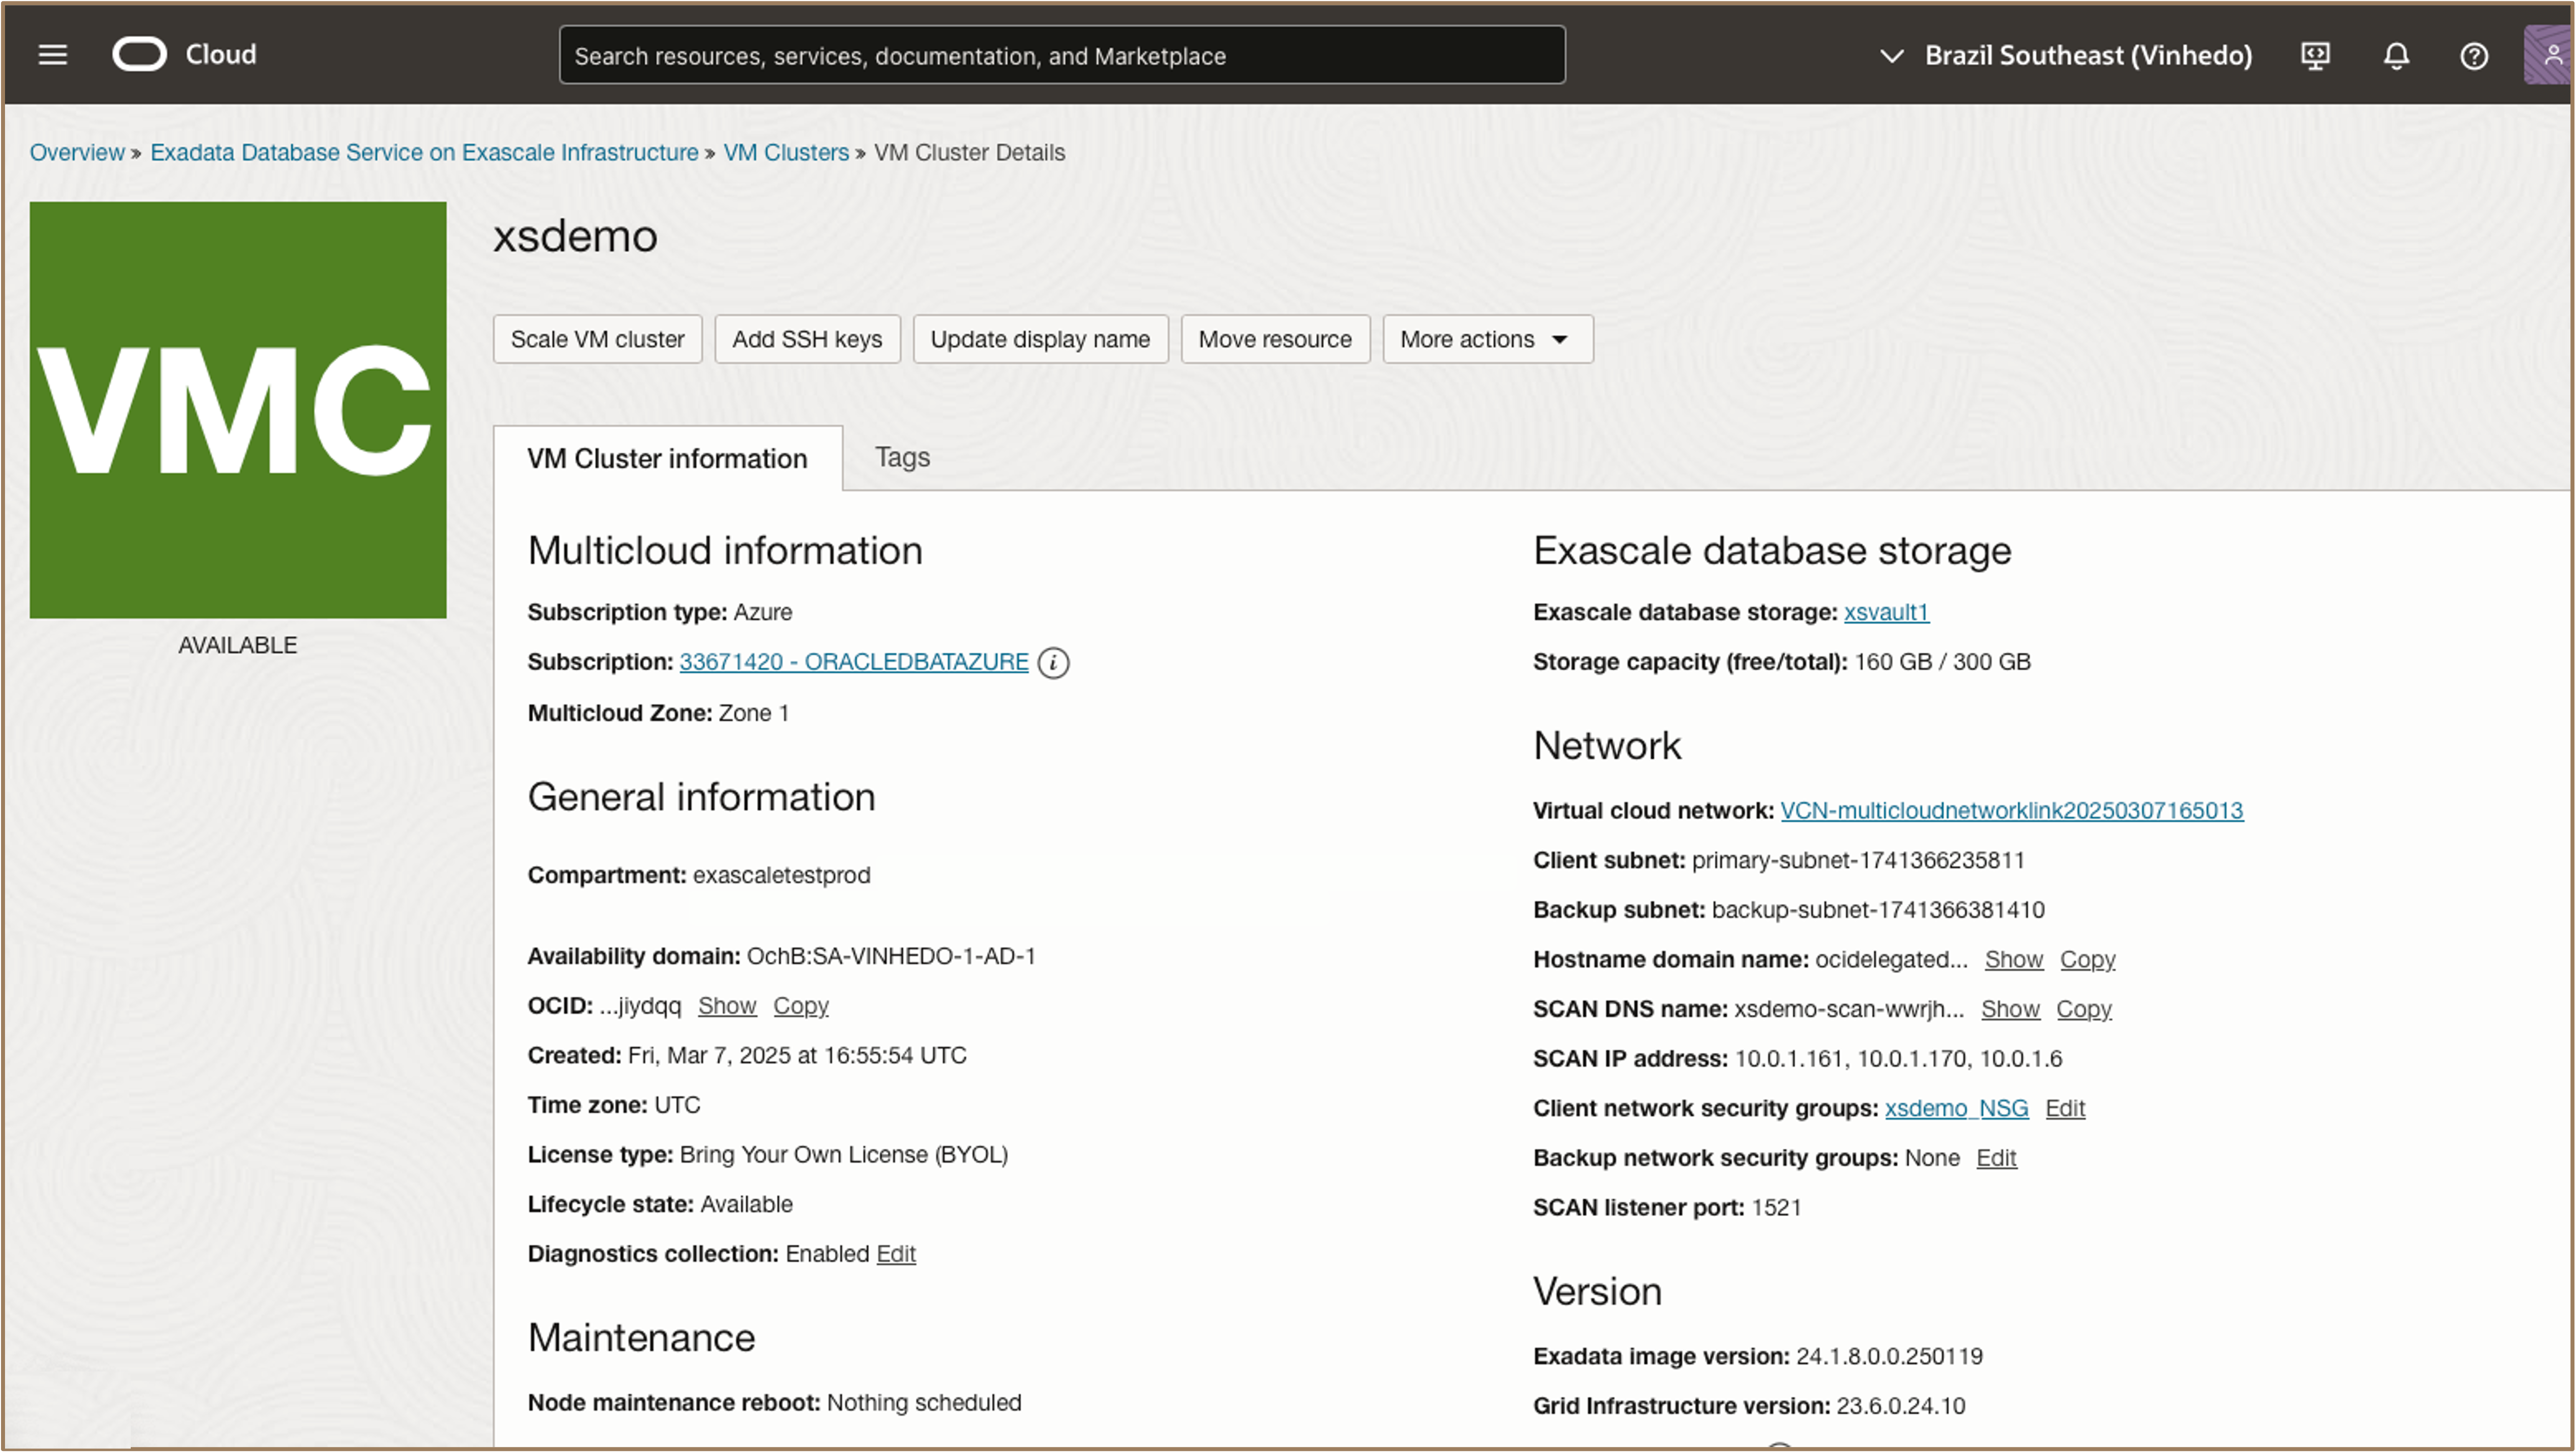 Cloud
Search resources, services, documentation, and Marketplace
Brazil Southeast (Vinhedo)
Overview » Exadata Database Service on Exascale Infrastructure » VM Clusters » VM Cluster Details
VMC
AVAILABLE
xsdemo
Scale VM cluster
Add SSH keys
Update display name
Move resource
More actions
VM Cluster information
Tags
Multicloud information
Subscription type: Azure
Subscription: 33671420 - ORACLEDBATAZURE
Multicloud Zone: Zone 1
General information
Compartment: exascaletestprod
Availability domain: OchB:SA-VINHEDO-1-AD-1
OCID: ...jiydqq Show Copy
Created: Fri, Mar 7, 2025 at 16:55:54 UTC
Time zone: UTC
License type: Bring Your Own License (BYOL)
Lifecycle state: Available
Diagnostics collection: Enabled Edit
Maintenance
Node maintenance reboot: Nothing scheduled
Exascale database storage
Exascale database storage: xsvault1
Storage capacity (free/total): 160 GB / 300 GB
Network
Virtual cloud network: VCN-multicloudnetworklink20250307165013
Client subnet: primary-subnet-1741366235811
Backup subnet: backup-subnet-1741366381410
Hostname domain name: ocidelegated... Show Copy
SCAN DNS name: xsdemo-scan-wwrjh... Show Copy
SCAN IP address: 10.0.1.161, 10.0.1.170, 10.0.1.6
Client network security groups: xsdemo_NSG Edit
Backup network security groups: None Edit
SCAN listener port: 1521
Version
Exadata image version: 24.1.8.0.0.250119
Grid Infrastructure version: 23.6.0.24.10